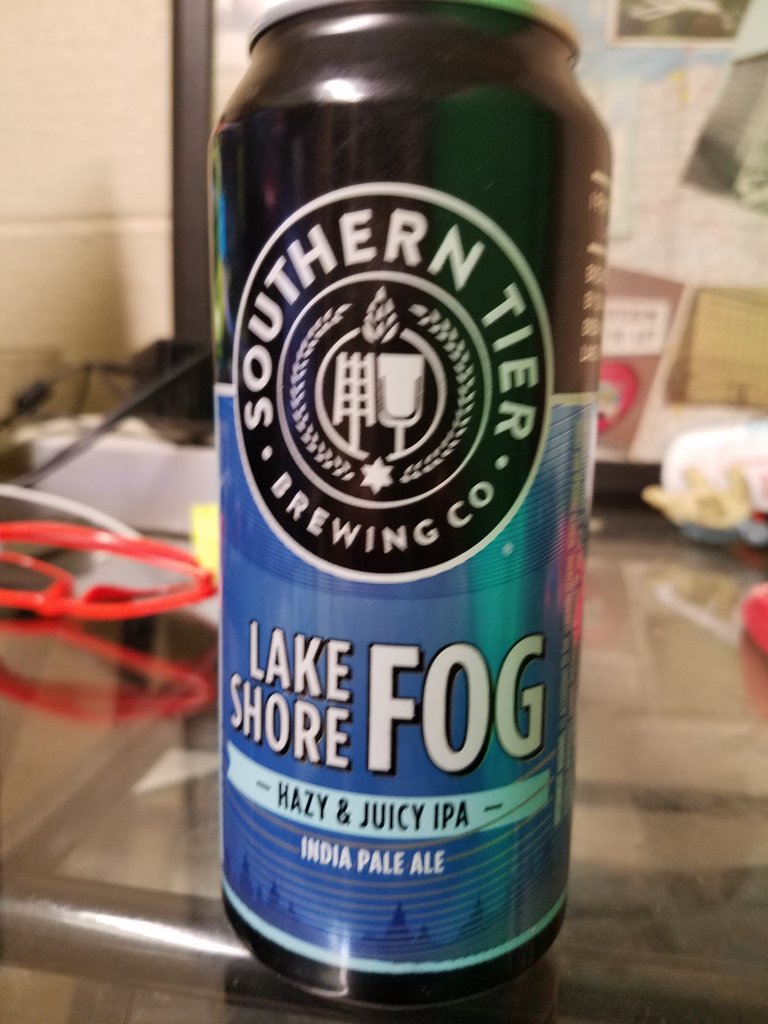 SOUTHERN TIER
BREWING CO
LAKE
SHORE
FOG
HAZY & JUICY IPA
INDIA PALE ALE